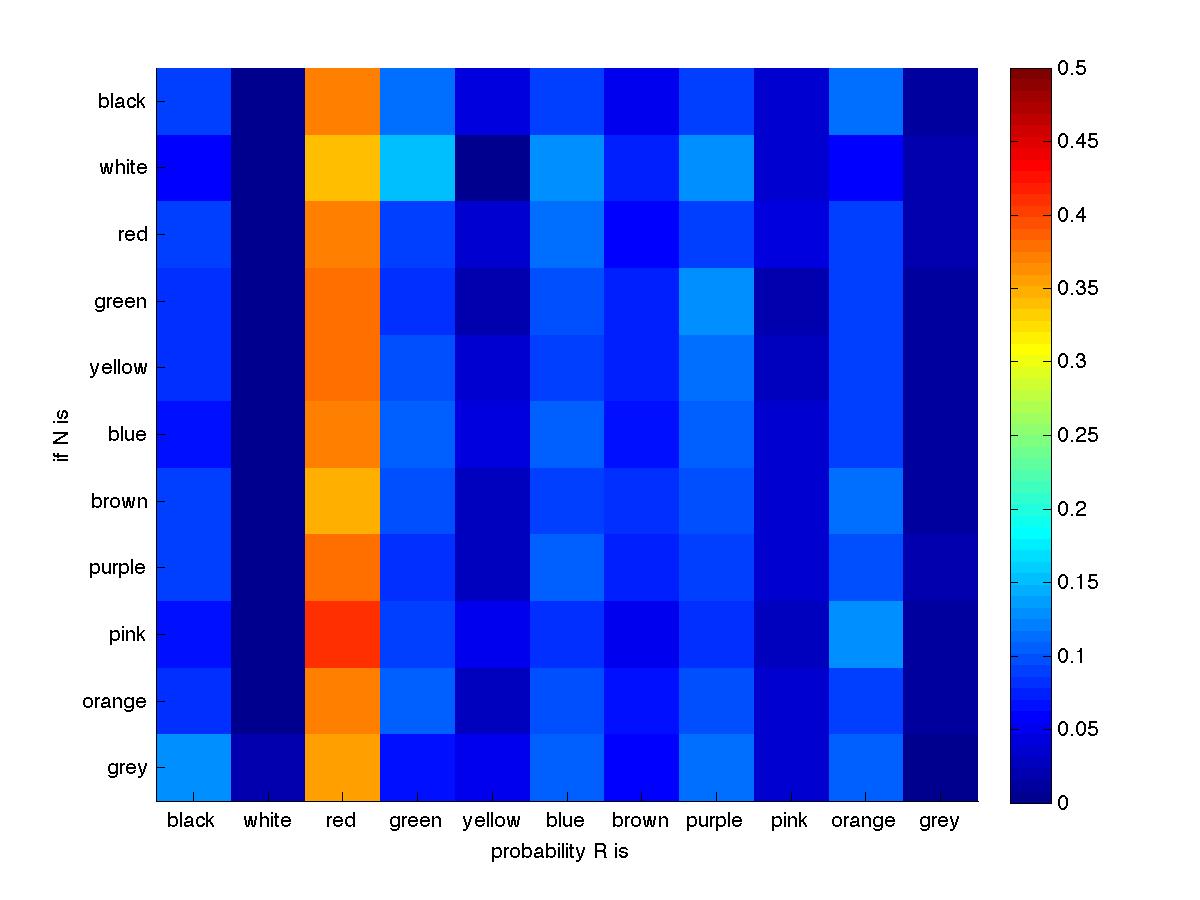 if N is
black
white
red
green
yellow
blue
brown
purple
pink
orange
grey
black white red green yellow blue brown purple pink orange grey
probability R is
0.5
0.45
0.4
0.35
0.3
0.25
0.2
0.15
0.1
0.05
0